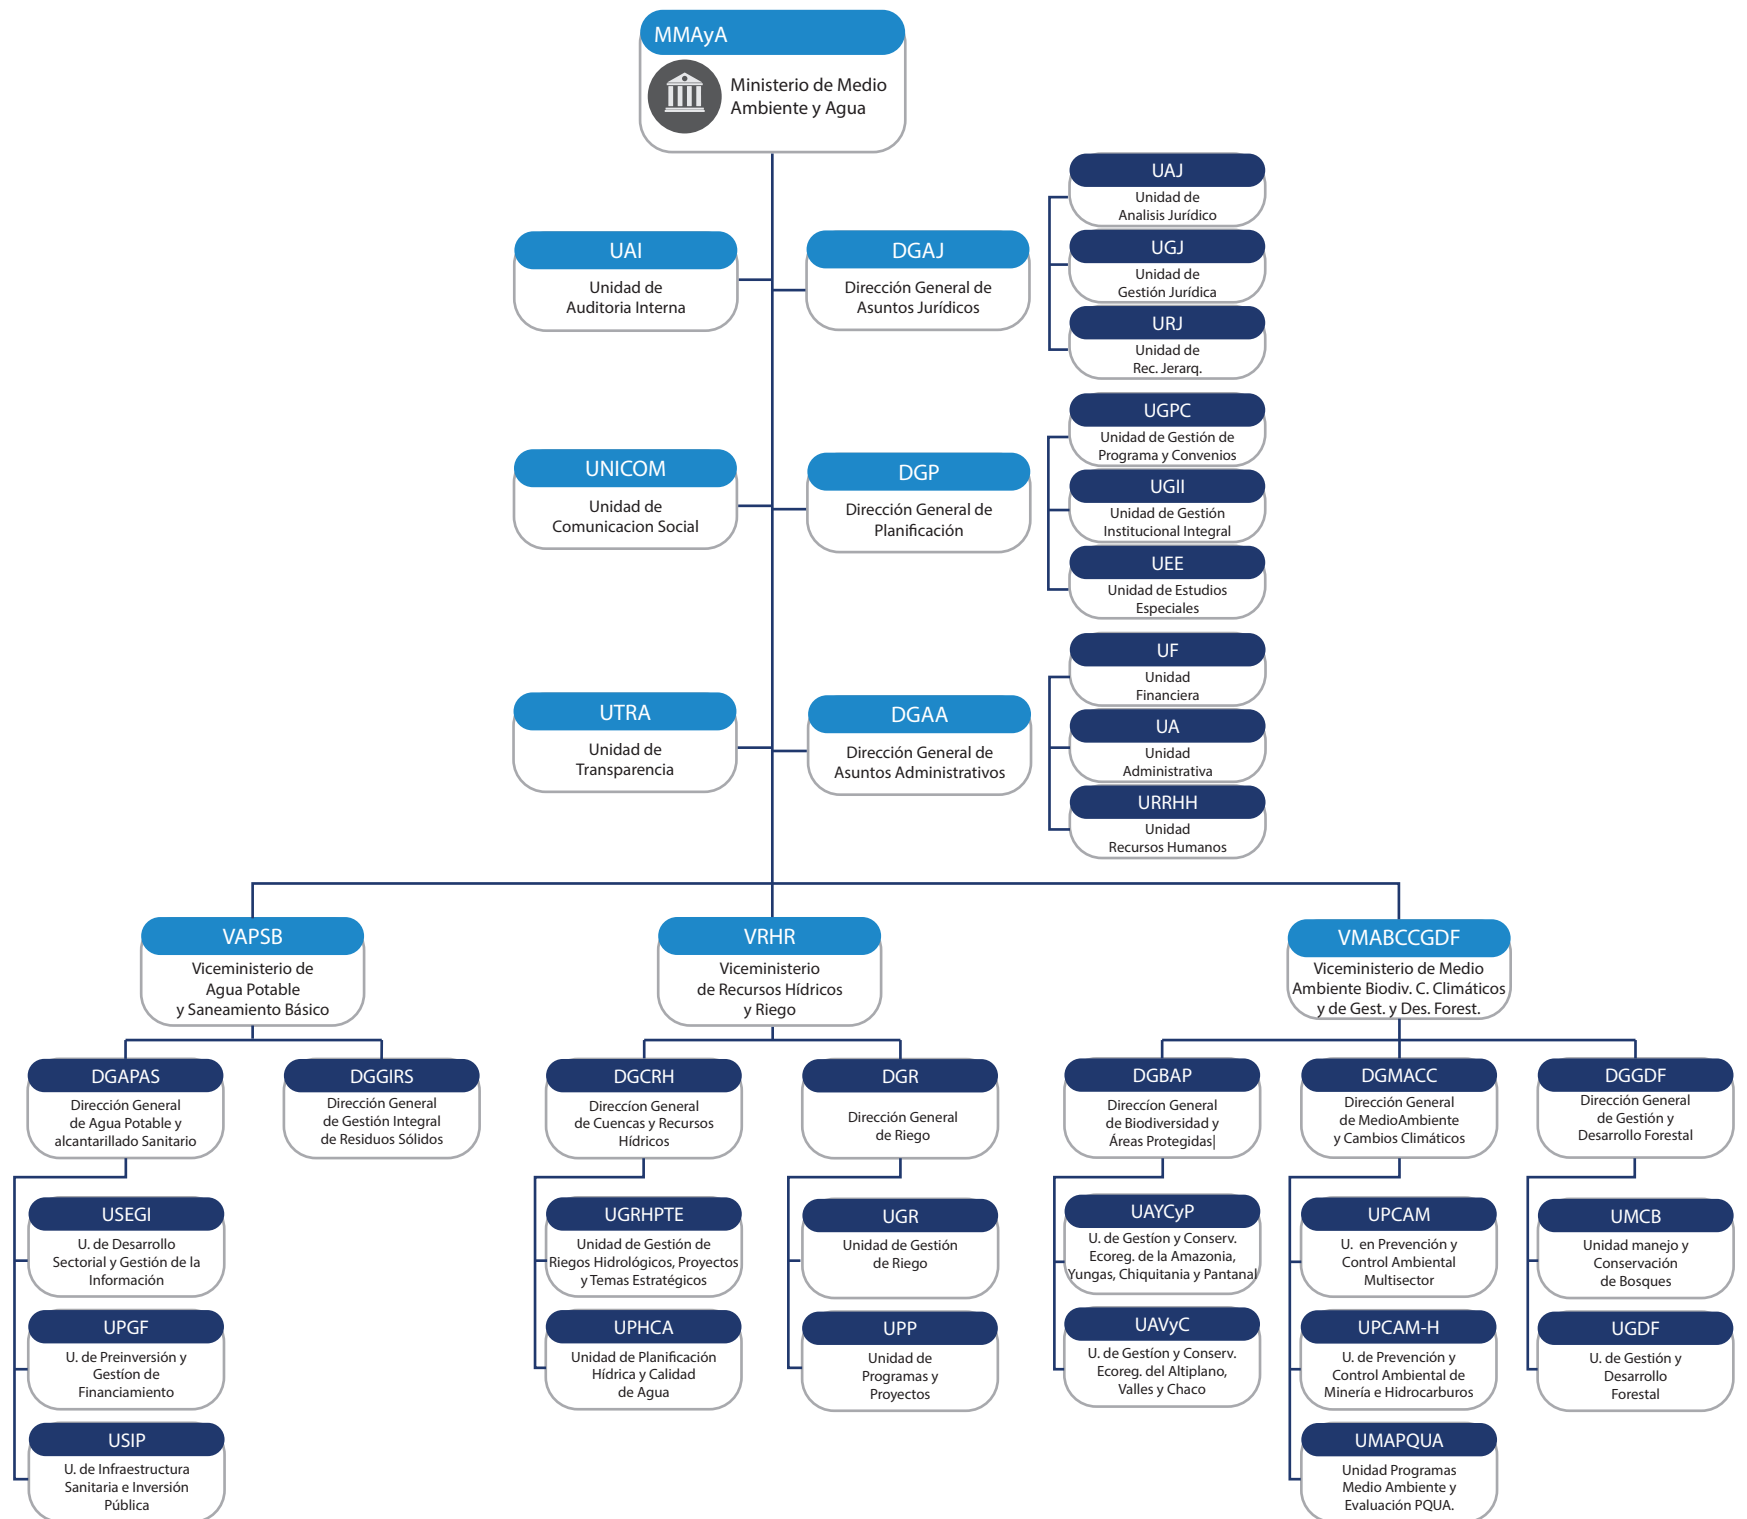 MMAyA
Ministerio de Medio
Ambiente y Agua
UAI
Unidad de
Auditoria Interna
DGAJ
Dirección General de
Asuntos Jurídicos
UAJ
Unidad de
Analisis Jurídico
UGJ
Unidad de
Gestión Jurídica
URJ
Unidad de
Rec. Jerarq.
UNICOM
Unidad de
Comunicacion Social
DGP
Dirección General de
Planificación
UGPC
Unidad de Gestión de
Programa y Convenios
UGII
Unidad de Gestión
Institucional Integral
UEE
Unidad de Estudios
Especiales
UTRA
Unidad de
Transparencia
DGAA
Dirección General de
Asuntos Administrativos
UF
Unidad
Financiera
UA
Unidad
Administrativa
URRHH
Unidad
Recursos Humanos
VAPSB
Viceministerio de
Agua Potable
y Saneamiento Básico
VRHR
Viceministerio
de Recursos Hídricos
y Riego
VMABCCGDF
Viceministerio de Medio
Ambiente Biodiv. C. Climáticos
y de Gest. y Des. Forest.
DGAPAS
Dirección General
de Agua Potable y
alcantarillado Sanitario
DGGIRS
Dirección General
de Gestión Integral
de Residuos Sólidos
DGCRH
Direccíon General
de Cuencas y Recursos
Hídricos
DGR
Dirección General
de Riego
DGBAP
Direccíon General
de Biodiversidad y
Áreas Protegidas|
DGMACC
Dirección General
de MedioAmbiente
y Cambios Climáticos
DGGDF
Dirección General
de Gestión y
Desarrollo Forestal
USEGI
U. de Desarrollo
Sectorial y Gestión de la
Información
UPGF
U. de Preinversión y
Gestíon de
Financiamiento
USIP
U. de Infraestructura
Sanitaria e Inversión
Pública
UGRHPTE
Unidad de Gestión de
Riegos Hidrológicos, Proyectos
y Temas Estratégicos
UPHCA
Unidad de Planificación
Hídrica y Calidad
de Agua
UGR
Unidad de Gestión
de Riego
UPP
Unidad de
Programas y
Proyectos
UAYCyP
U. de Gestíon y Conserv.
Ecoreg. de la Amazonia,
Yungas, Chiquitania y Pantanal
UAVyC
U. de Gestíon y Conserv.
Ecoreg. del Altiplano,
Valles y Chaco
UPCAM
U. en Prevención y
Control Ambiental
Multisector
UPCAM-H
U. de Prevención y
Control Ambiental de
Minería e Hidrocarburos
UMAPQUA
Unidad Programas
Medio Ambiente y
Evaluación PQUA.
UMCB
Unidad manejo y
Conservación
de Bosques
UGDF
U. de Gestión y
Desarrollo
Forestal